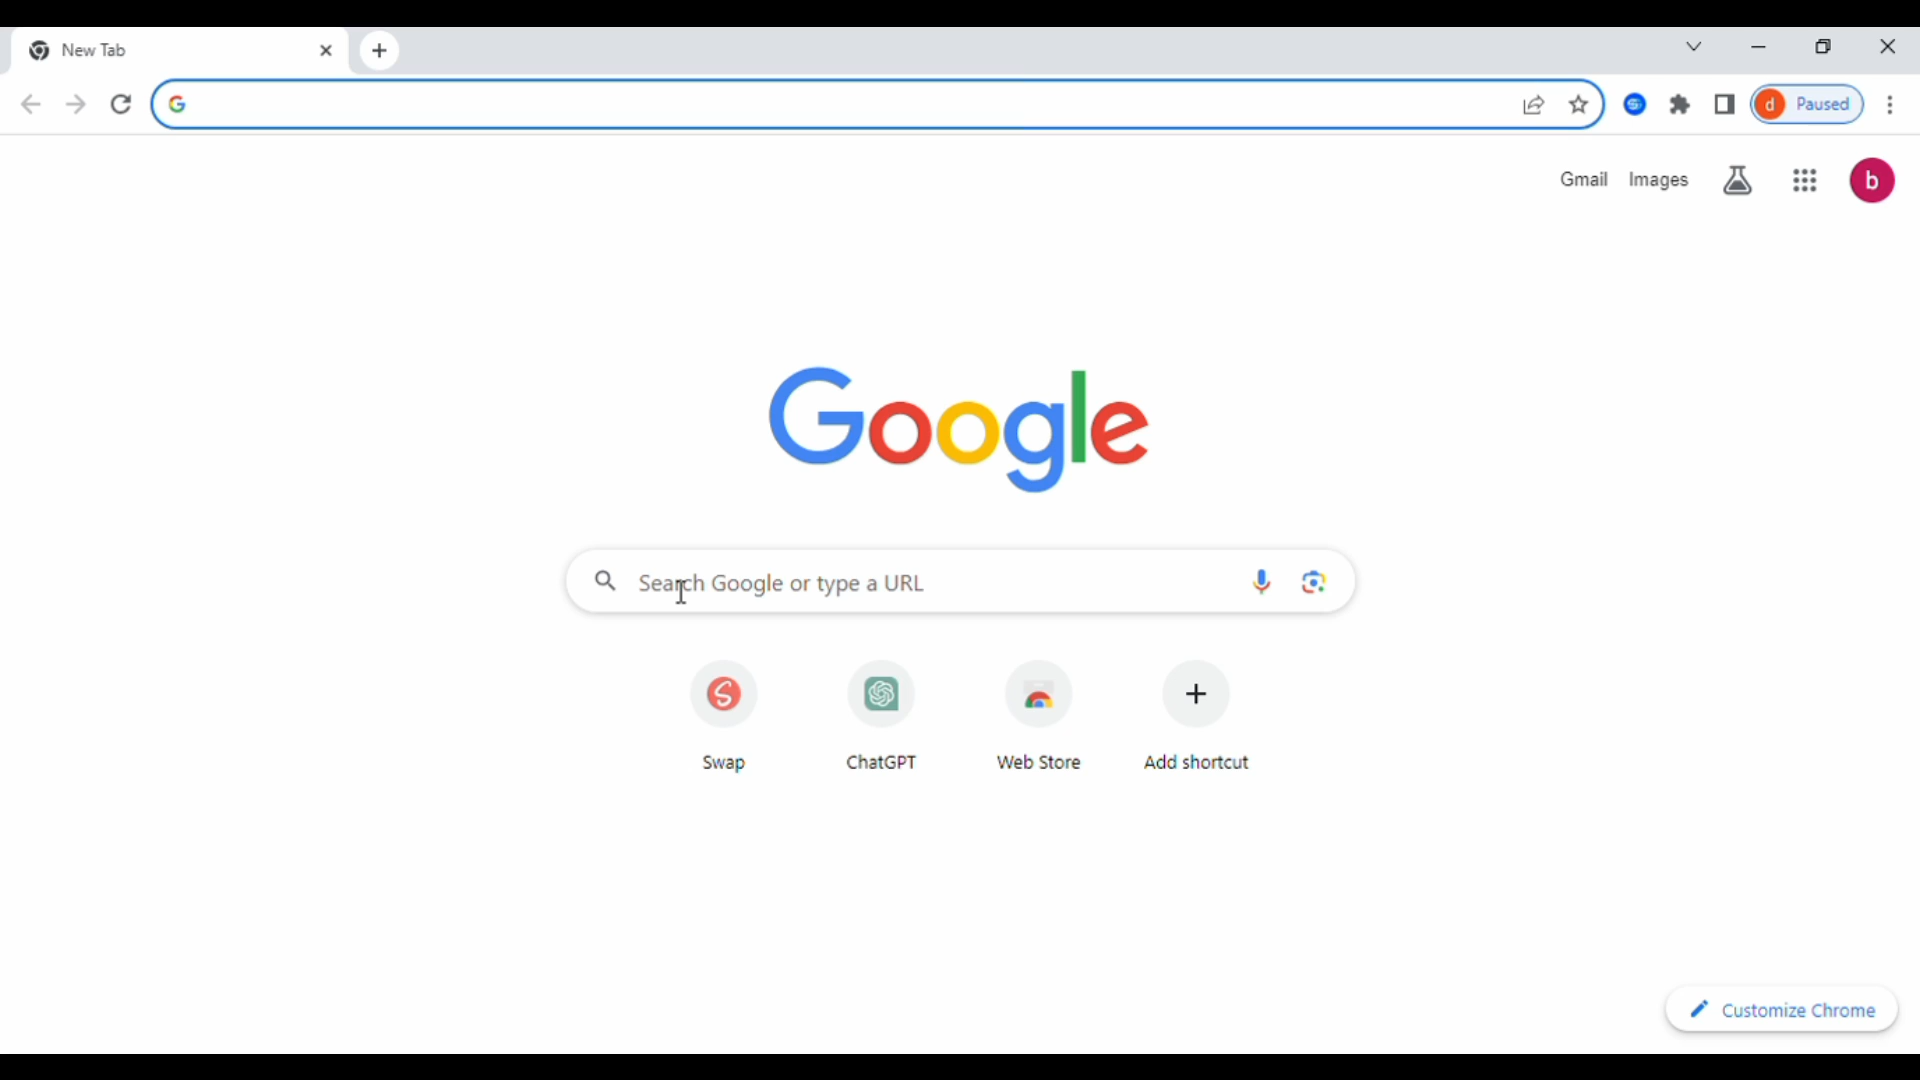 New Tab
d Paused
Gmail Images b
Google
Search Google or type a URL
Swap ChatGPT Web Store Add shortcut
Customize Chrome